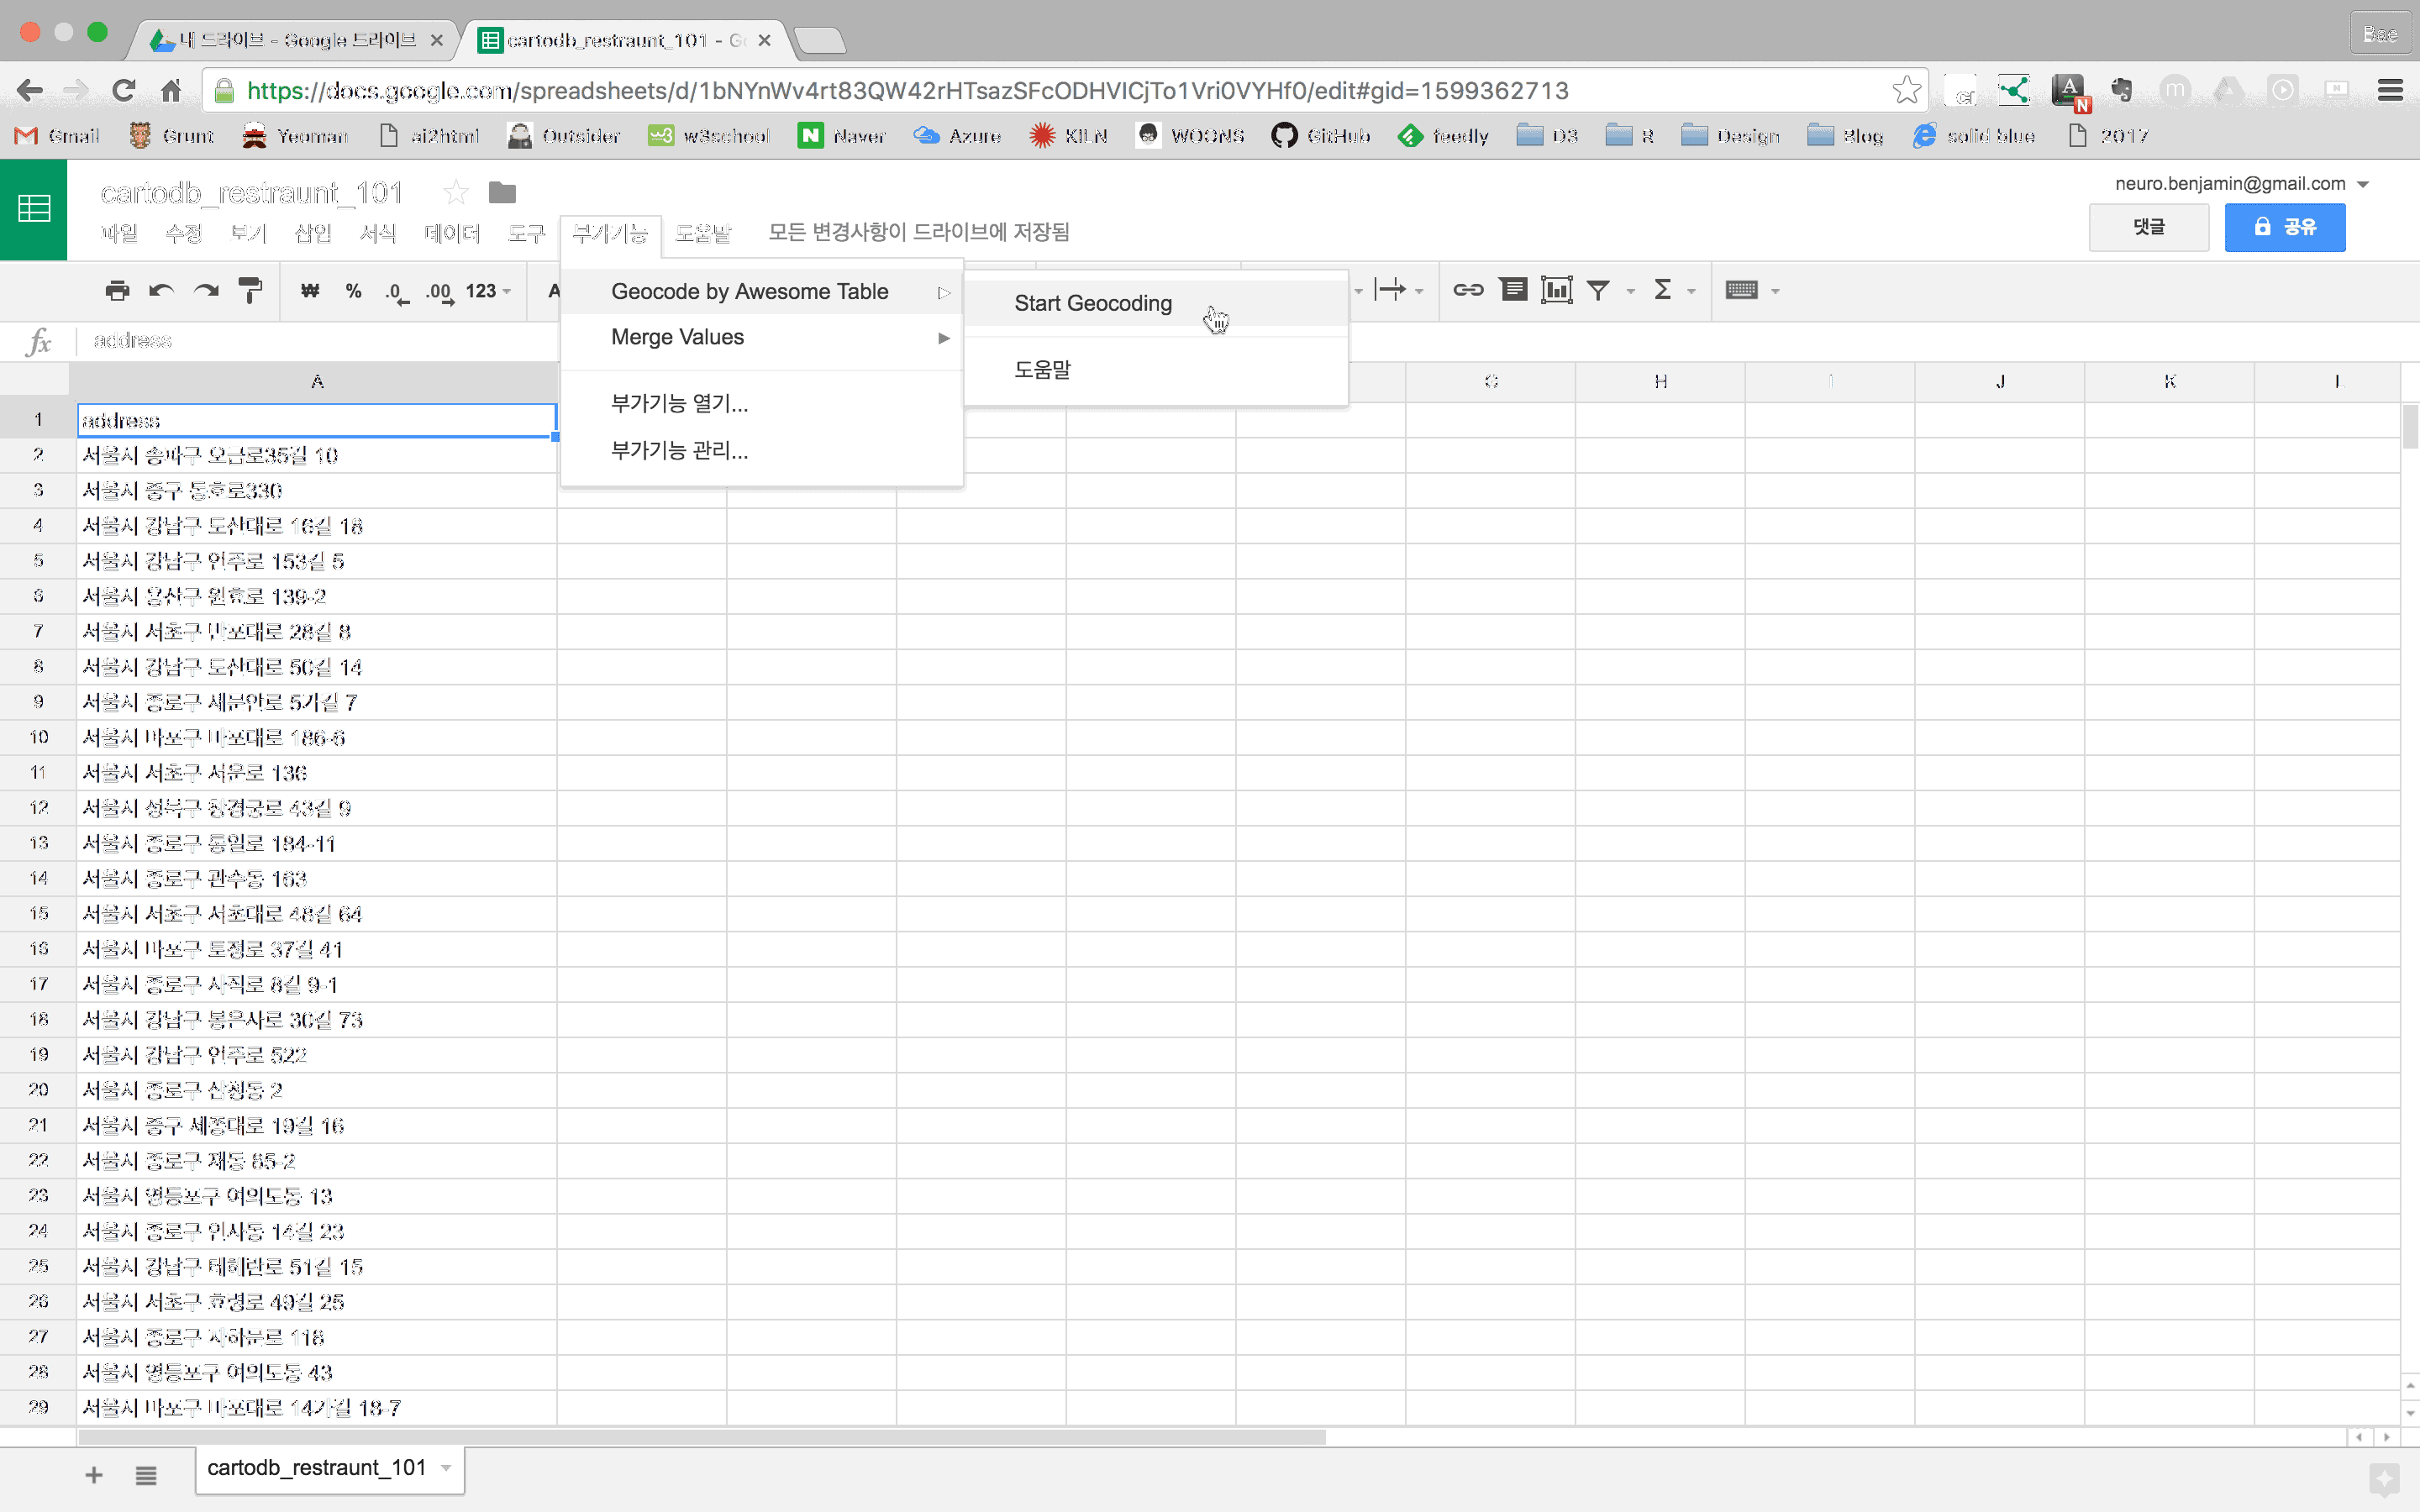 내 드라이브 - Google 드라이브
cartodb_restraunt_101 - Go
Bae
https://docs.google.com/spreadsheets/d/1bNYnWv4rt83QW42rHTsazSFcODHVICjTo1Vri0VYHf0/edit#gid=1599362713
Gmail Grunt Yeoman ai2html Outsider w3school Naver Azure KILN WOONS GitHub feedly D3 R Design Blog solid blue 2017
cartodb_restraunt_101
neuro.benjamin@gmail.com
파일 수정 보기 삽입 서식 데이터 도구 부가기능 도움말 모든 변경사항이 드라이브에 저장됨
댓글 공유
₩ % .0 .00 123
Geocode by Awesome Table
Start Geocoding
Merge Values
도움말
부가기능 열기...
부가기능 관리...
fx address
A G H I J K L
1 address
2 서울시 송파구 오금로35길 10
3 서울시 중구 동호로330
4 서울시 강남구 도산대로 16길 18
5 서울시 강남구 언주로 153길 5
6 서울시 용산구 원효로 139-2
7 서울시 서초구 반포대로 28길 8
8 서울시 강남구 도산대로 50길 14
9 서울시 종로구 새문안로 5가길 7
10 서울시 마포구 마포대로 186-6
11 서울시 서초구 서운로 136
12 서울시 성북구 창경궁로 43길 9
13 서울시 종로구 통일로 184-11
14 서울시 종로구 관수동 163
15 서울시 서초구 서초대로 48길 64
16 서울시 마포구 토정로 37길 41
17 서울시 종로구 사직로 8길 9-1
18 서울시 강남구 봉은사로 30길 73
19 서울시 강남구 언주로 522
20 서울시 종로구 삼청동 2
21 서울시 중구 세종대로 19길 16
22 서울시 종로구 재동 85-2
23 서울시 영등포구 여의도동 13
24 서울시 종로구 인사동 14길 23
25 서울시 강남구 테헤란로 51길 15
26 서울시 서초구 효령로 49길 25
27 서울시 종로구 자하문로 118
28 서울시 영등포구 여의도동 43
29 서울시 마포구 마포대로 14가길 18-7
cartodb_restraunt_101